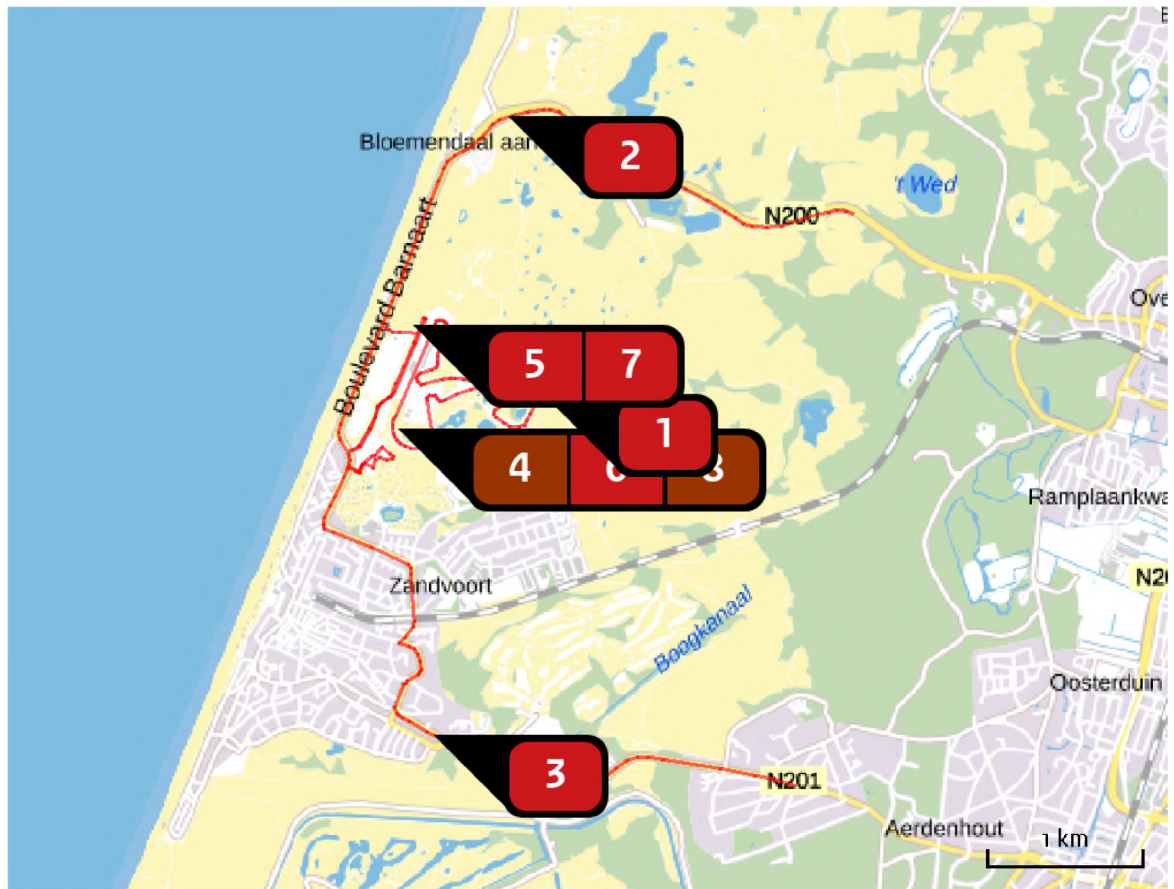 Bloemendaal aan
2
't Wed
N200
Boulevard Barnaart
Ove
5 7
1
4
Ramplaankwa
Zandvoort
Boogkanaal
Oosterduin
3
N201
Aerdenhout
1 km